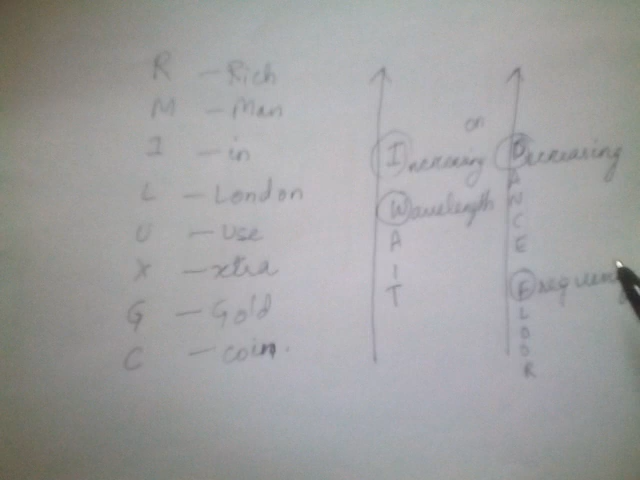 R - Rich
M - Man
I - in
L - London
U - Use
X - xtra
G - Gold
C - coin.
Increasing
Wavelength
A
I
T
on
Decreasing
A
N
C
E
Frequency
L
O
O
R